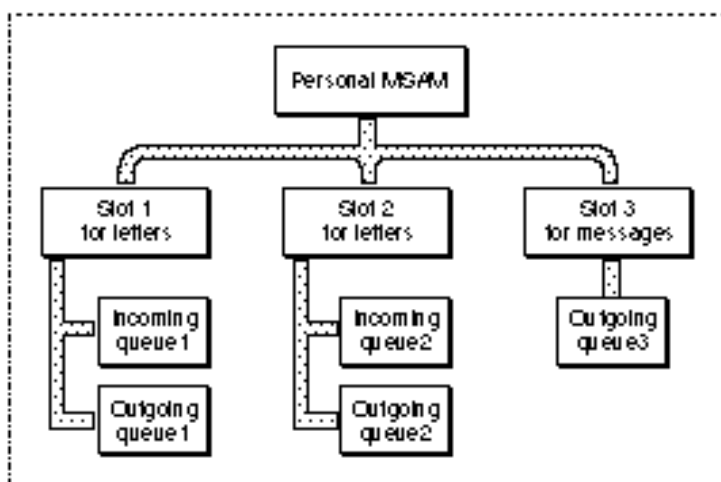 Personal MSAM
Slot 1
for letters
Slot 2
for letters
Slot 3
for messages
Incoming
queue1
Outgoing
queue1
Incoming
queue2
Outgoing
queue2
Outgoing
queue3